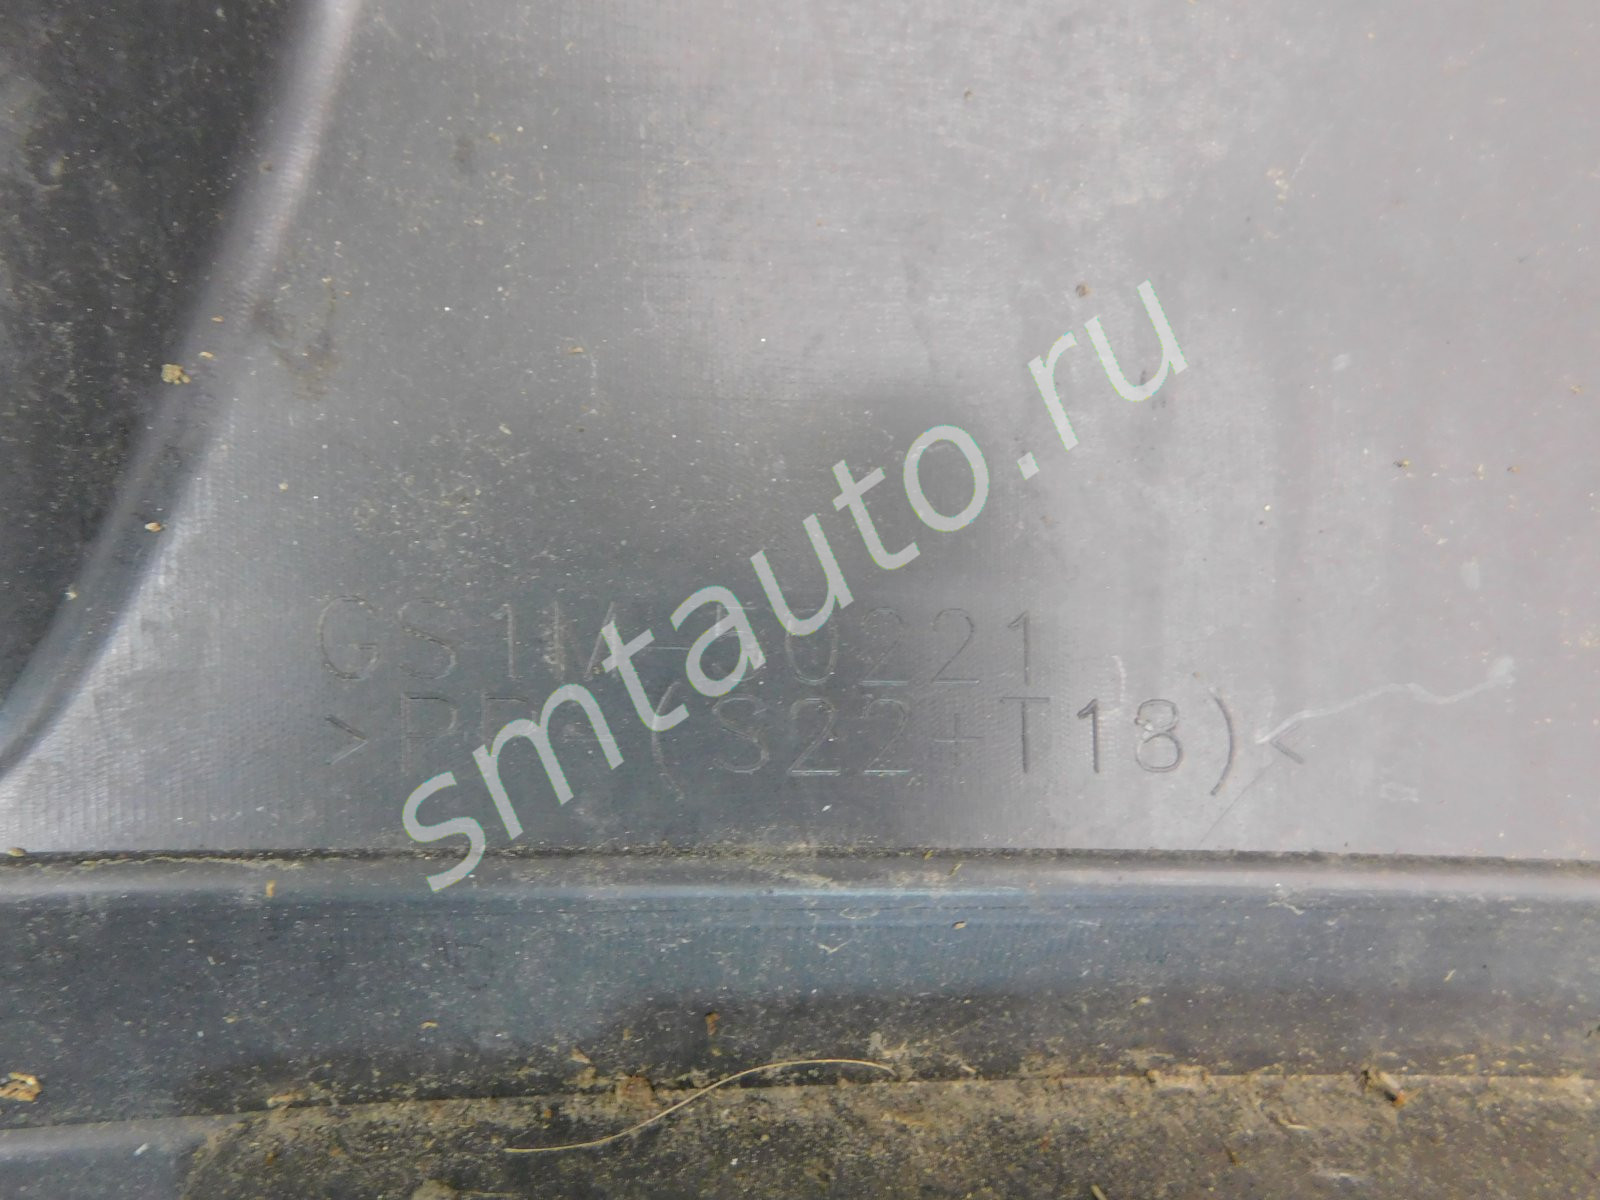 smtauto.ru
GS1M-50221
>PP-(S22+T18)<